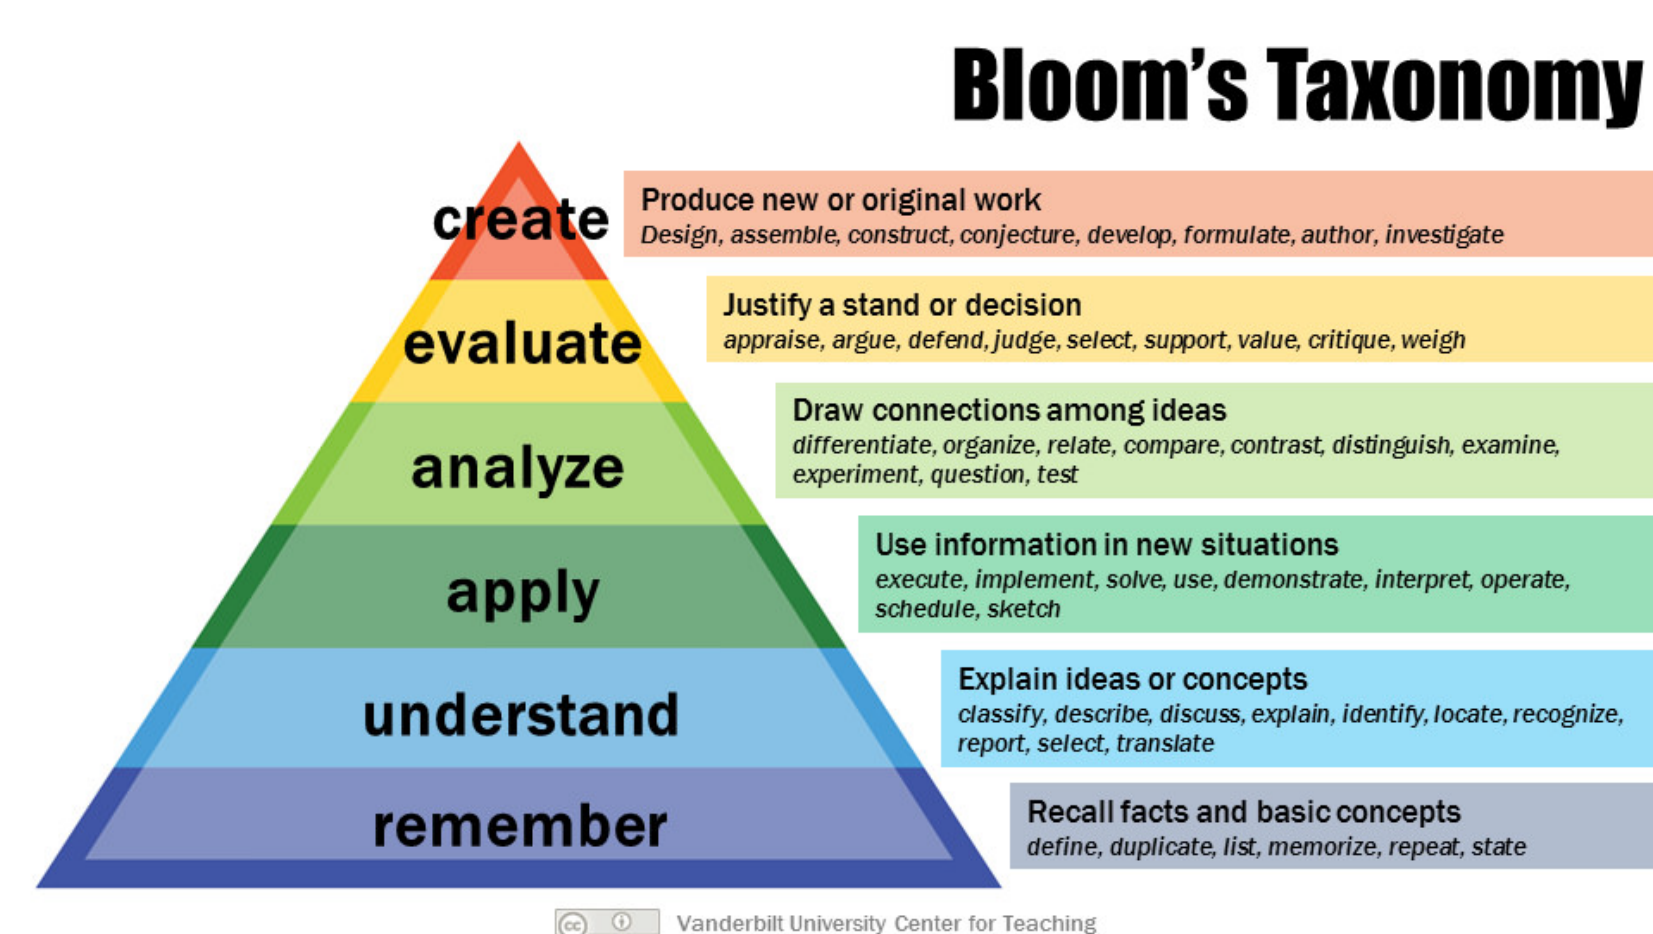 Bloom’s Taxonomy
create
Produce new or original work
Design, assemble, construct, conjecture, develop, formulate, author, investigate
evaluate
Justify a stand or decision
appraise, argue, defend, judge, select, support, value, critique, weigh
analyze
Draw connections among ideas
differentiate, organize, relate, compare, contrast, distinguish, examine,
experiment, question, test
apply
Use information in new situations
execute, implement, solve, use, demonstrate, interpret, operate,
schedule, sketch
understand
Explain ideas or concepts
classify, describe, discuss, explain, identify, locate, recognize,
report, select, translate
remember
Recall facts and basic concepts
define, duplicate, list, memorize, repeat, state
cc Vanderbilt University Center for Teaching